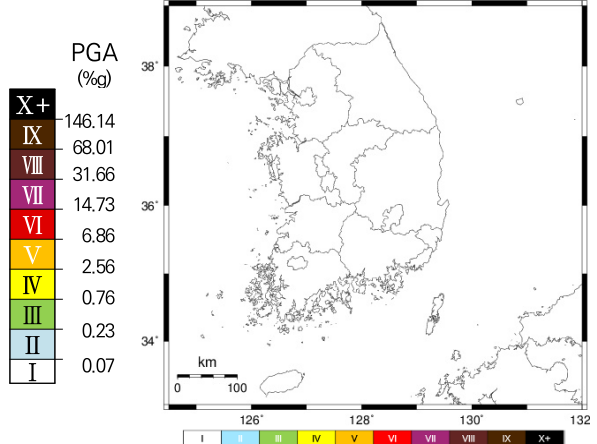 PGA
(%g)
X+
146.14
IX
68.01
VIII
31.66
VII
14.73
VI
6.86
V
2.56
IV
0.76
III
0.23
II
0.07
I
38°
36°
34°
km
0 100
126° 128° 130° 132
I II III IV V VI VII VIII IX X+